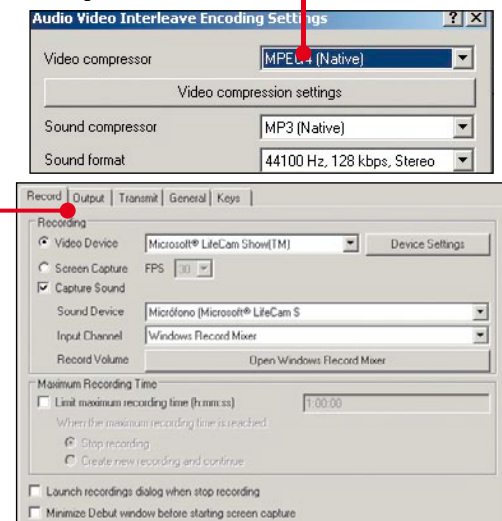 Audio Video Interleave Encoding Settings ? X
Video compressor MPEG4 (Native)
Video compression settings
Sound compressor MP3 (Native)
Sound format 44100 Hz, 128 kbps, Stereo
Record Output Transmit General Keys
Recording
Video Device Microsoft® LifeCam Show(TM) Device Settings
Screen Capture FPS 30
Capture Sound
Sound Device Micrófono (Microsoft® LifeCam S
Input Channel Windows Record Mixer
Record Volume Open Windows Record Mixer
Maximum Recording Time
Limit maximum recording time (h:mm:ss) 1:00:00
When the maximum recording time is reached
Stop recording
Create new recording and continue
Launch recordings dialog when stop recording
Minimize Debut window before starting screen capture